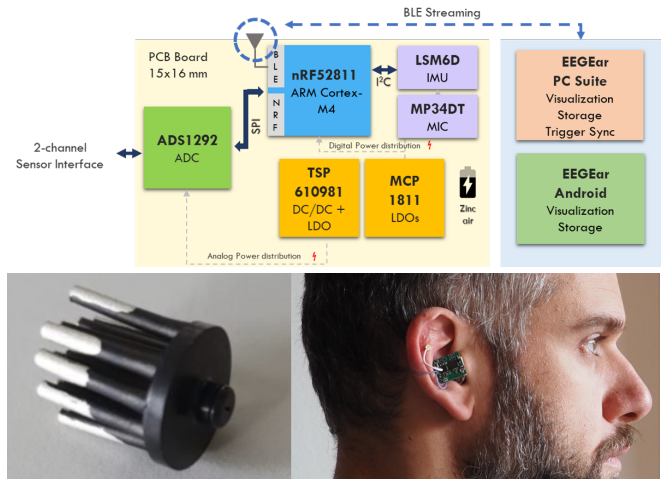 BLE Streaming
PCB Board
15x16 mm
BLE
NRF
nRF52811
ARM Cortex-
M4
I²C
LSM6D
IMU
MP34DT
MIC
SPI
ADS1292
ADC
2-channel
Sensor Interface
Digital Power distribution
TSP
610981
DC/DC +
LDO
MCP
1811
LDOs
Zinc
air
Analog Power distribution
EEGEar
PC Suite
Visualization
Storage
Trigger Sync
EEGEar
Android
Visualization
Storage